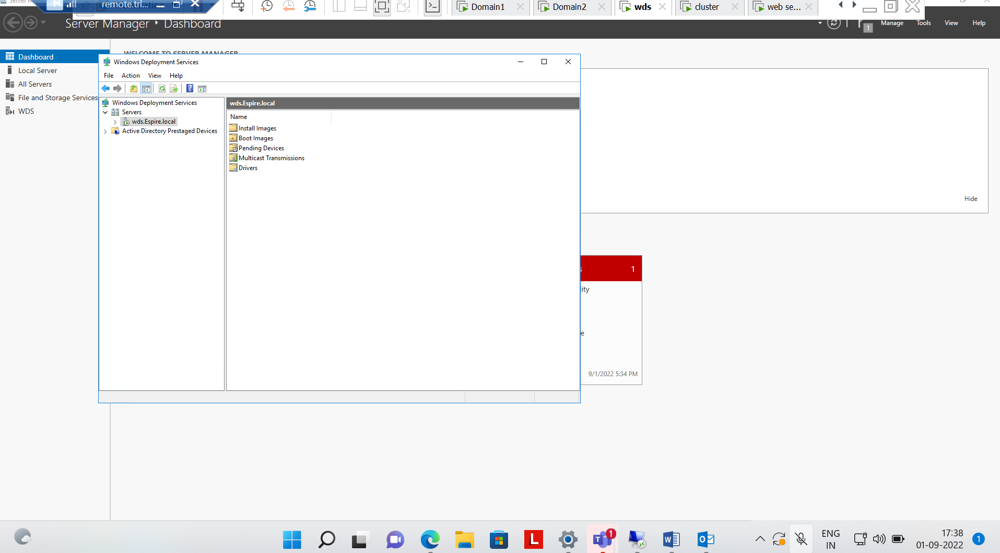 remote.trl...
Domain1
Domain2
wds
cluster
web se...
Server Manager
Dashboard
1
Manage
Tools
View
Help
Dashboard
Local Server
All Servers
File and Storage Services
WDS
WELCOME TO SERVER MANAGER
Windows Deployment Services
File
Action
View
Help
Windows Deployment Services
Servers
wds.Espire.local
Active Directory Prestaged Devices
wds.Espire.local
Name
Install Images
Boot Images
Pending Devices
Multicast Transmissions
Drivers
Hide
1
9/1/2022 5:34 PM
L
1
ENG
IN
17:38
01-09-2022
1